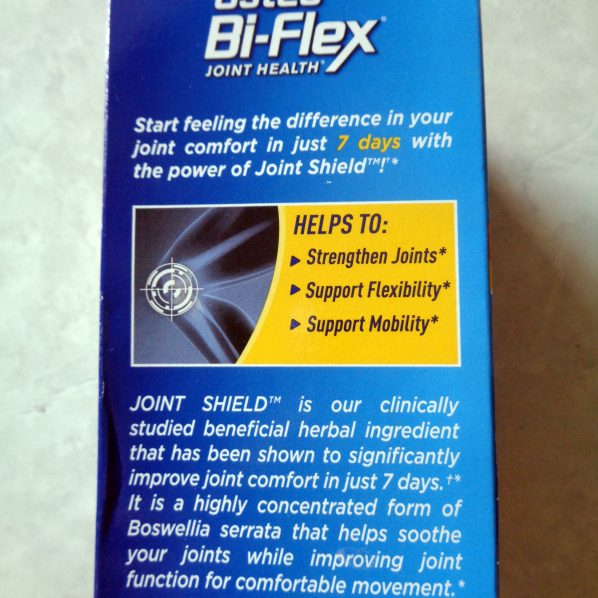 Bi-Flex®
JOINT HEALTH*
Start feeling the difference in your
joint comfort in just 7 days with
the power of Joint Shield™!†*
HELPS TO:
Strengthen Joints*
Support Flexibility*
Support Mobility*
JOINT SHIELD™ is our clinically
studied beneficial herbal ingredient
that has been shown to significantly
improve joint comfort in just 7 days.†*
It is a highly concentrated form of
Boswellia serrata that helps soothe
your joints while improving joint
function for comfortable movement.*